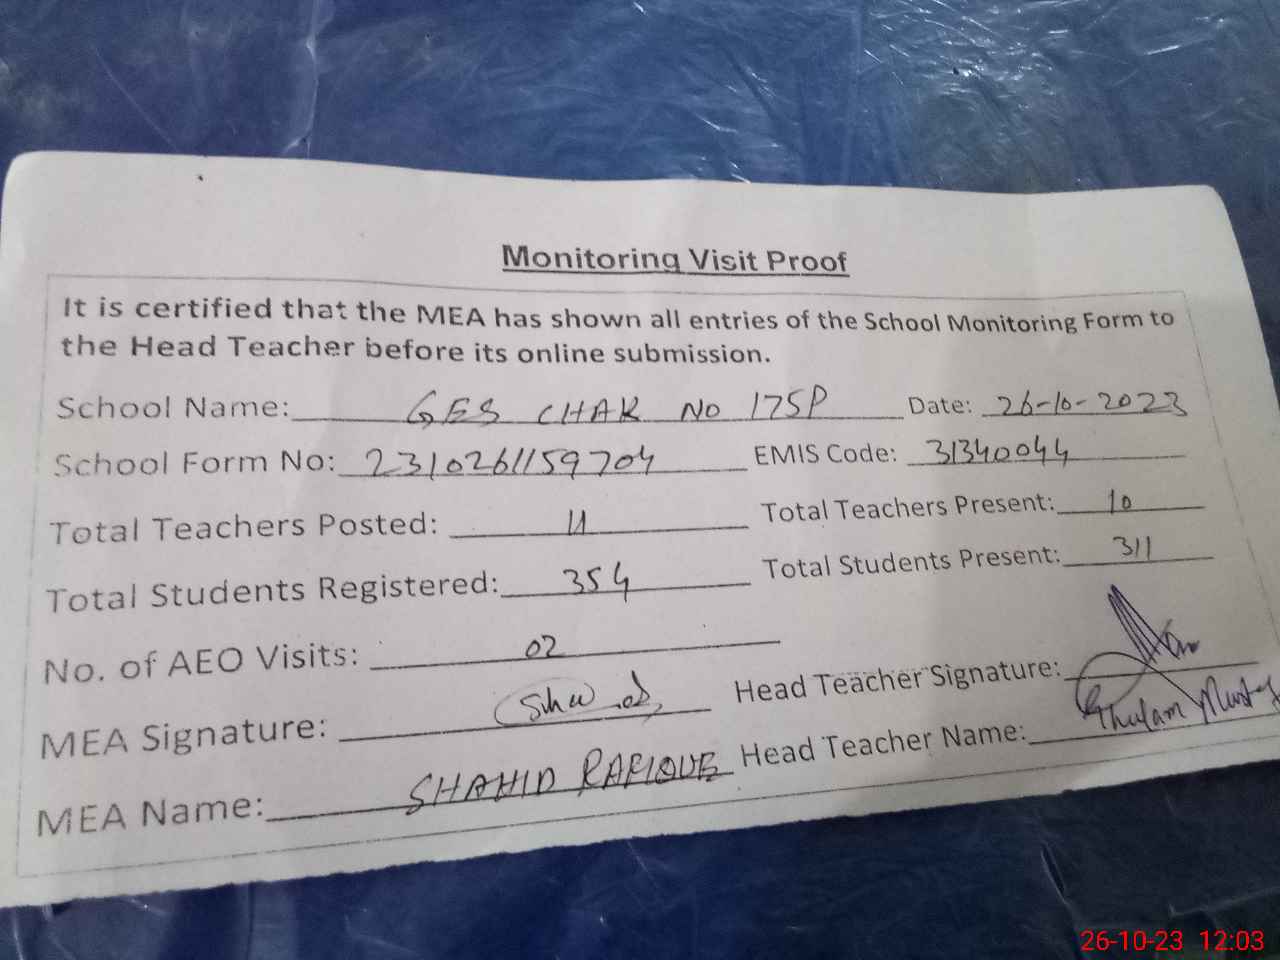 Monitoring Visit Proof
It is certified that the MEA has shown all entries of the School Monitoring Form to
the Head Teacher before its online submission.
School Name: GES CHAK NO 175P Date: 26-10-2023
School Form No: 2310261159704 EMIS Code: 31340044
Total Teachers Posted: 11 Total Teachers Present: 10
Total Students Registered: 354 Total Students Present: 311
No. of AEO Visits: 02
MEA Signature: Head Teacher Signature:
MEA Name: SHAHID RAFIQUE Head Teacher Name: Ghulam
26-10-23 12:03